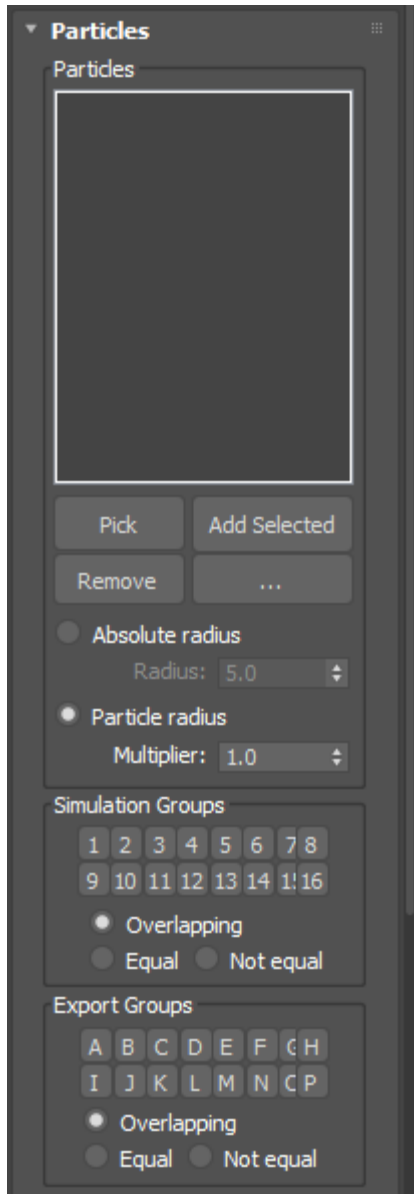 Particles
Particles
Pick Add Selected
Remove ...
Absolute radius
Radius: 5.0
Particle radius
Multiplier: 1.0
Simulation Groups
1 2 3 4 5 6 7 8
9 10 11 12 13 14 16
Overlapping
Equal Not equal
Export Groups
A B C D E F H
I J K L M N P
Overlapping
Equal Not equal